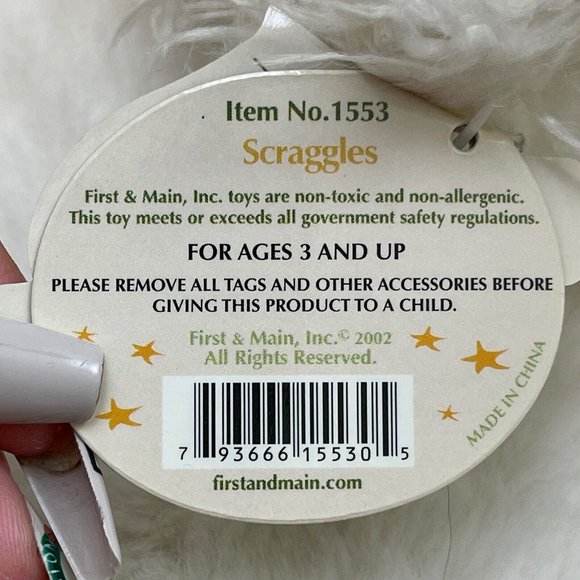 Item No.1553
Scraggles
First & Main, Inc. toys are non-toxic and non-allergenic.
This toy meets or exceeds all government safety regulations.
FOR AGES 3 AND UP
PLEASE REMOVE ALL TAGS AND OTHER ACCESSORIES BEFORE
GIVING THIS PRODUCT TO A CHILD.
First & Main, Inc.© 2002
All Rights Reserved.
MADE IN CHINA
7 93666 15530 5
firstandmain.com